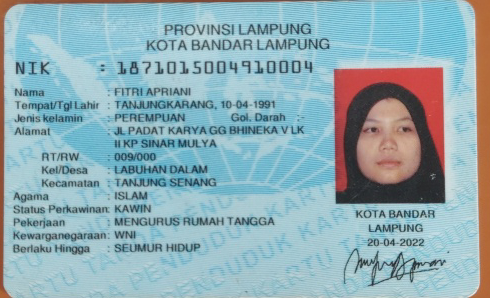 PROVINSI LAMPUNG
KOTA BANDAR LAMPUNG
NIK : 1871015004910004
Nama : FITRI APRIANI
Tempat/Tgl Lahir : TANJUNGKARANG, 10-04-1991
Jenis kelamin : PEREMPUAN Gol. Darah :-
Alamat : JL PADAT KARYA GG BHINEKA V LK
II KP SINAR MULYA
RT/RW : 009/000
Kel/Desa : LABUHAN DALAM
Kecamatan : TANJUNG SENANG
Agama : ISLAM
Status Perkawinan: KAWIN
Pekerjaan : MENGURUS RUMAH TANGGA
Kewarganegaraan: WNI
Berlaku Hingga : SEUMUR HIDUP
KOTA BANDAR
LAMPUNG
20-04-2022